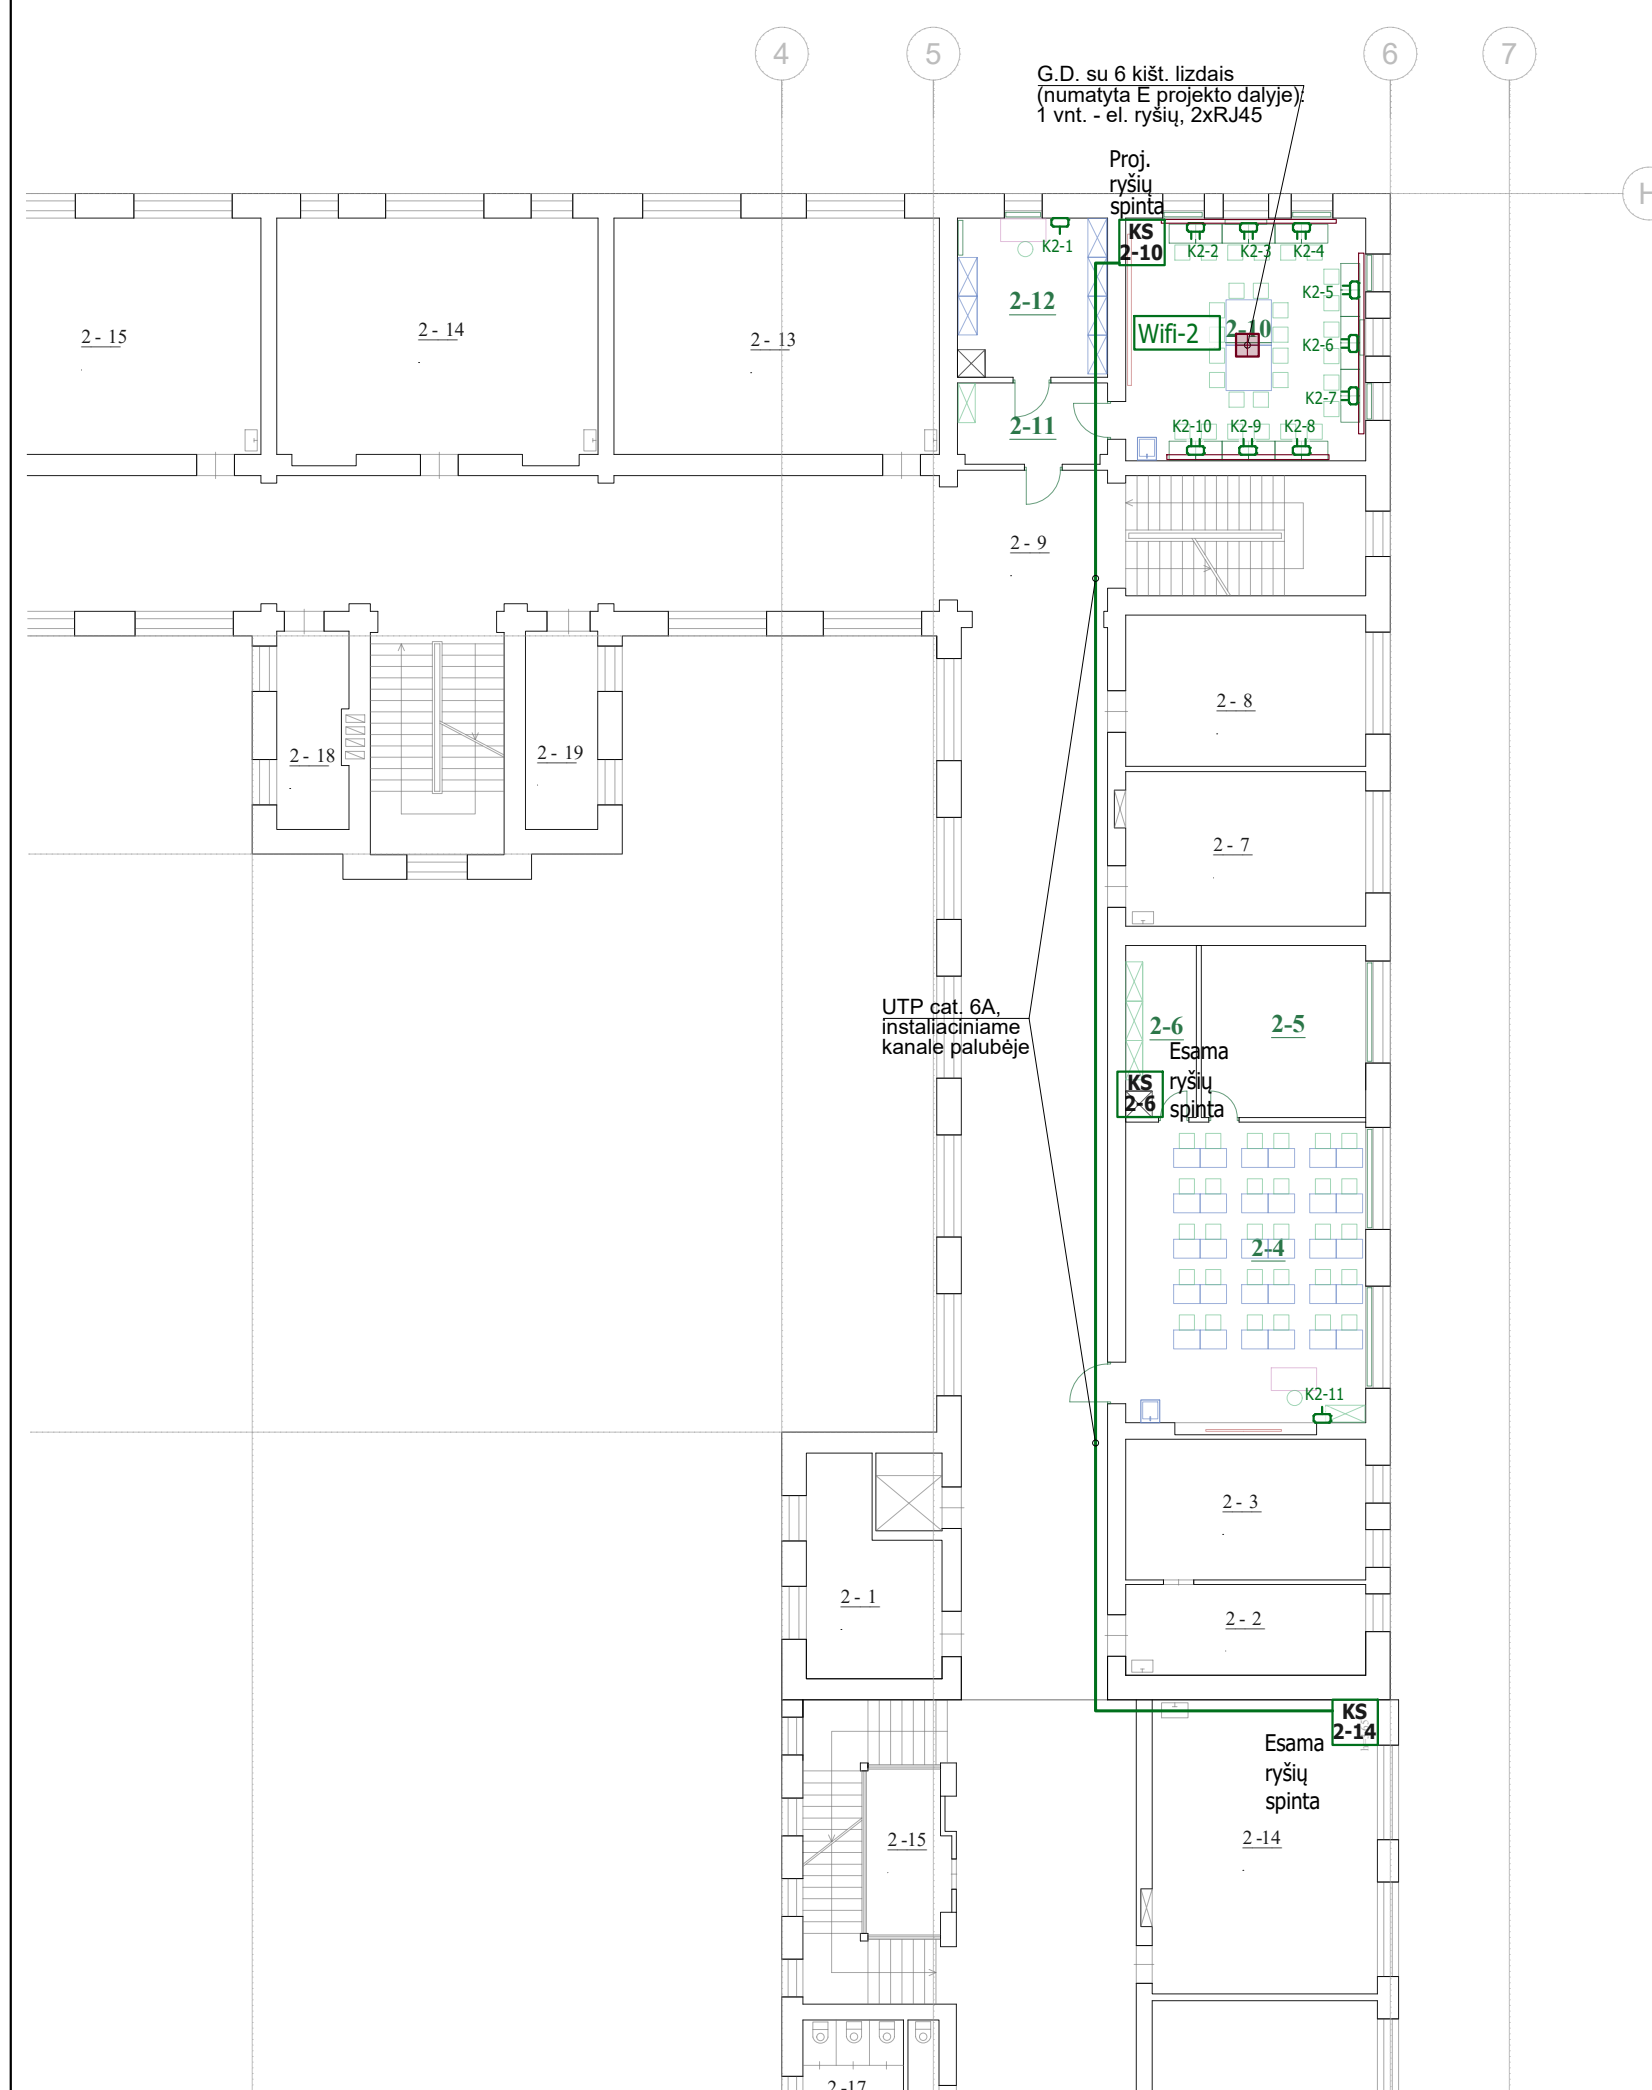 4
5
6
7
G.D. su 6 kišt. lizdais
(numatyta E projekto dalyje):
1 vnt. - el. ryšių, 2xRJ45
Proj.
ryšių
spinta
KS
2-10
K2-1
K2-2
K2-3
K2-4
K2-5
K2-6
K2-7
K2-10
K2-9
K2-8
Wifi-2
2-10
2-12
2-11
2 - 15
2 - 14
2 - 13
2 - 9
2 - 8
2 - 18
2 - 19
2 - 7
UTP cat. 6A,
instaliaciniame
kanale palubėje
2-6
2-5
Esama
ryšių
spinta
KS
2-6
2-4
K2-11
2 - 3
2 - 1
2 - 2
KS
2-14
Esama
ryšių
spinta
2 -14
2 -15
2 -17